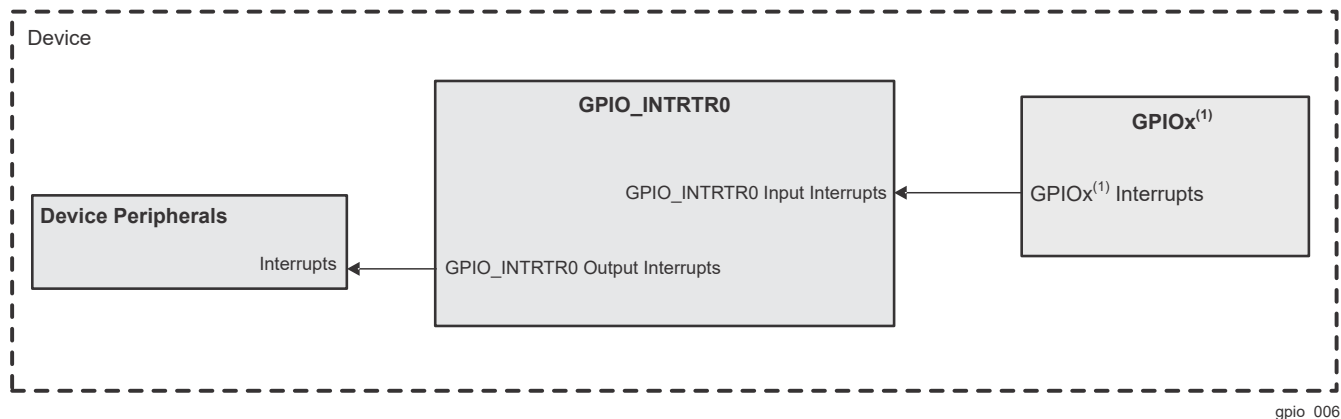 Device
GPIO_INTRTR0
GPIOx(1)
GPIO_INTRTR0 Input Interrupts
GPIOx(1) Interrupts
Device Peripherals
Interrupts
GPIO_INTRTR0 Output Interrupts
gpio_006